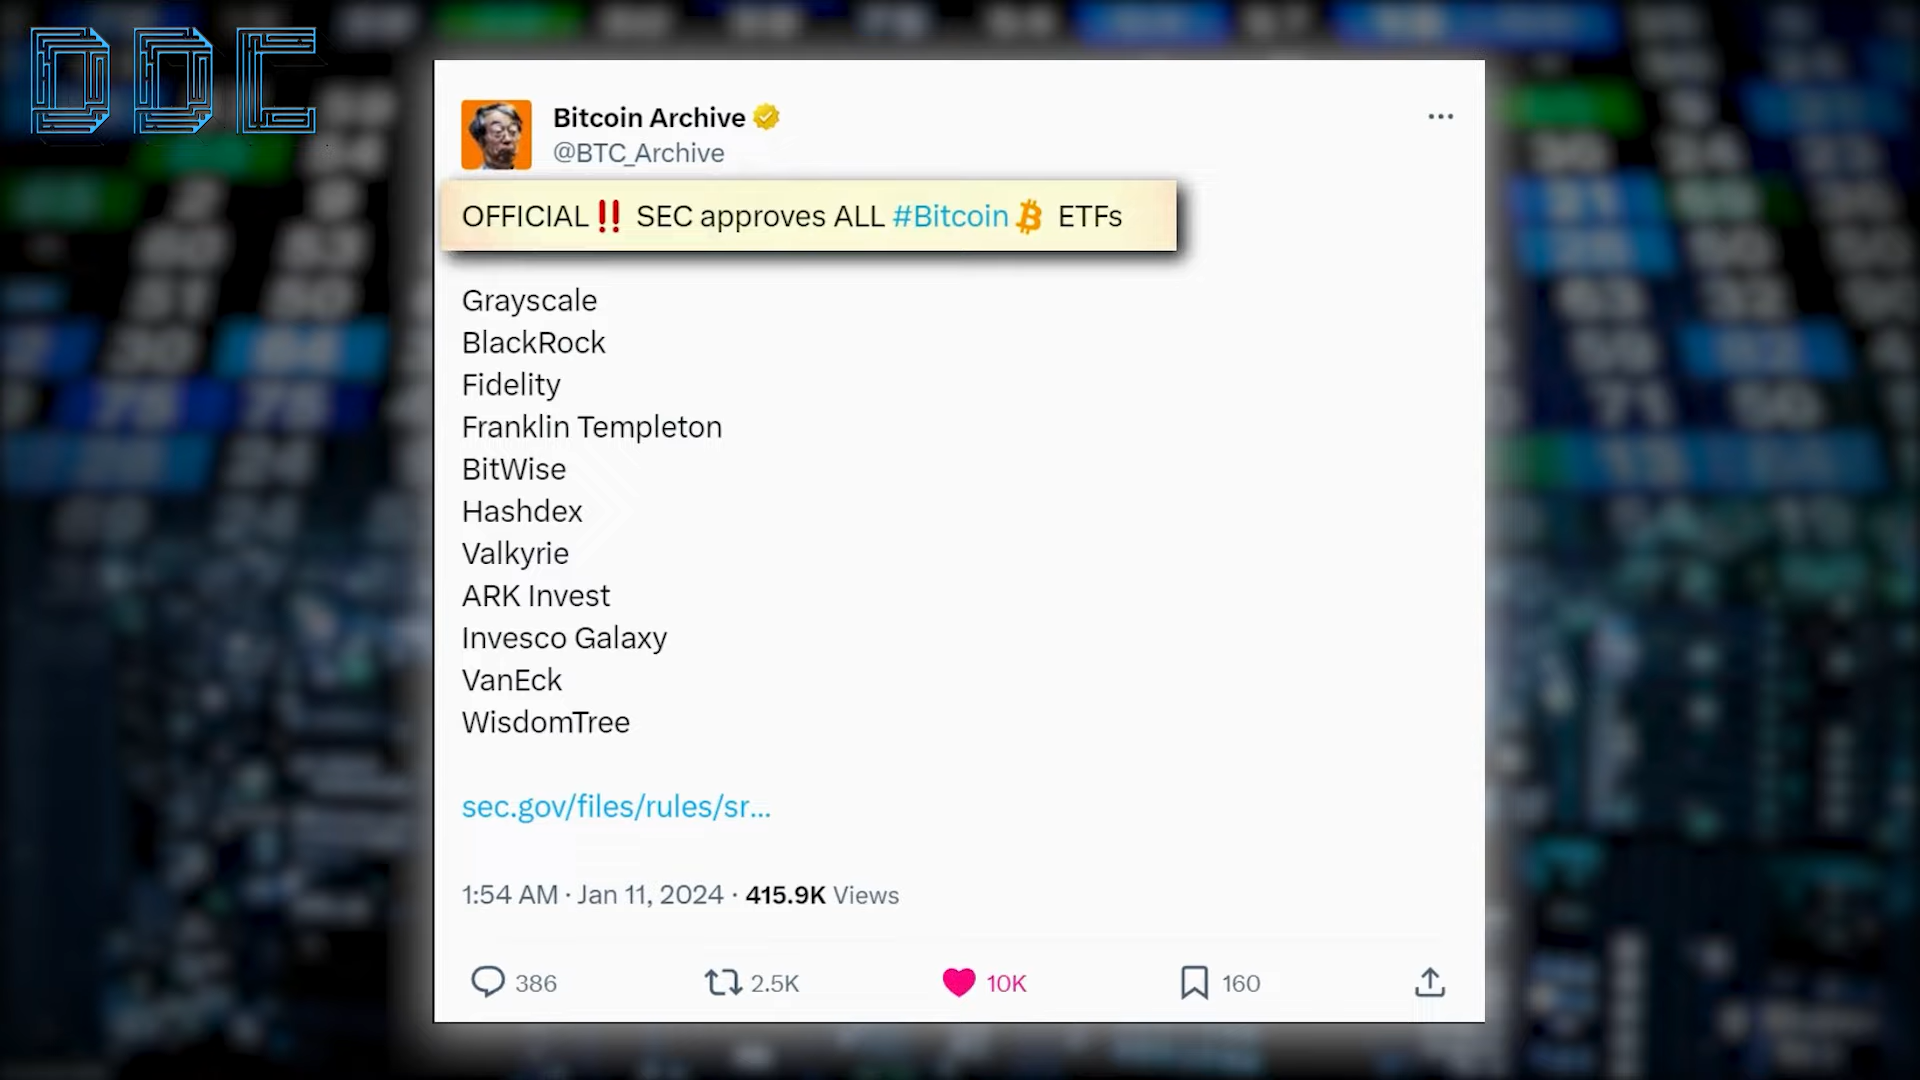 DDC
Bitcoin Archive
@BTC_Archive
OFFICIAL‼️ SEC approves ALL #Bitcoin ETFs
Grayscale
BlackRock
Fidelity
Franklin Templeton
BitWise
Hashdex
Valkyrie
ARK Invest
Invesco Galaxy
VanEck
WisdomTree
sec.gov/files/rules/sr...
1:54 AM · Jan 11, 2024 · 415.9K Views
386 2.5K 10K 160